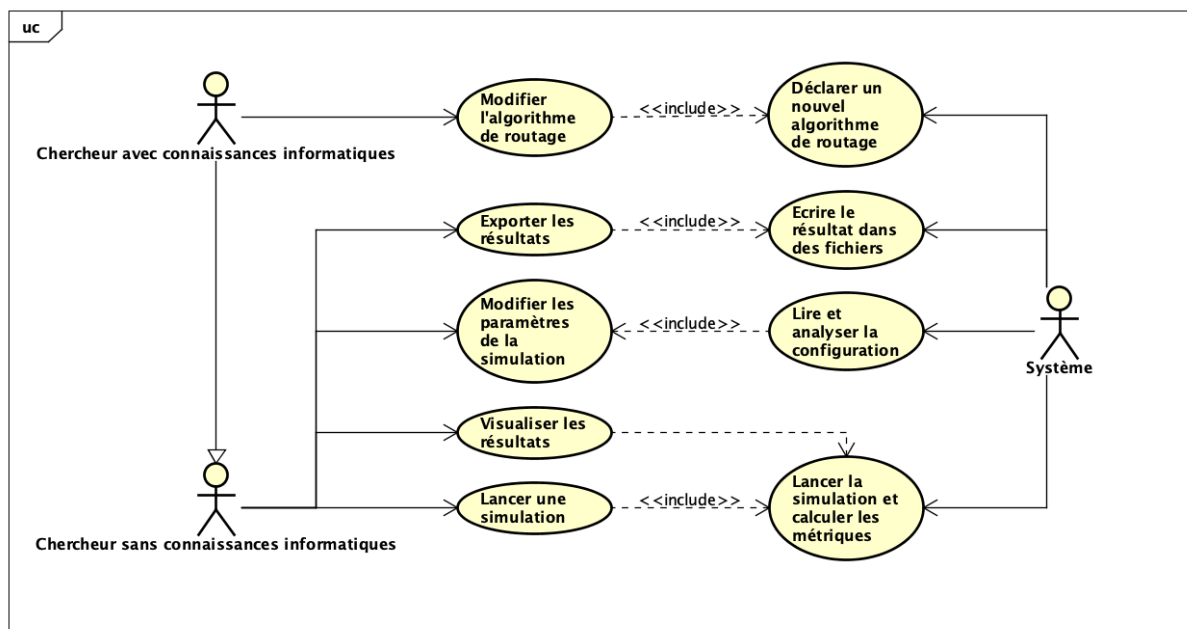 uc
Chercheur avec connaissances informatiques
Modifier
l'algorithme
de routage
<<include>>
Déclarer un
nouvel
algorithme
de routage
Exporter les
résultats
<<include>>
Ecrire le
résultat dans
des fichiers
Modifier les
paramètres
de la
simulation
<<include>>
Lire et
analyser la
configuration
Système
Visualiser les
résultats
Lancer une
simulation
<<include>>
Lancer la
simulation et
calculer les
métriques
Chercheur sans connaissances informatiques